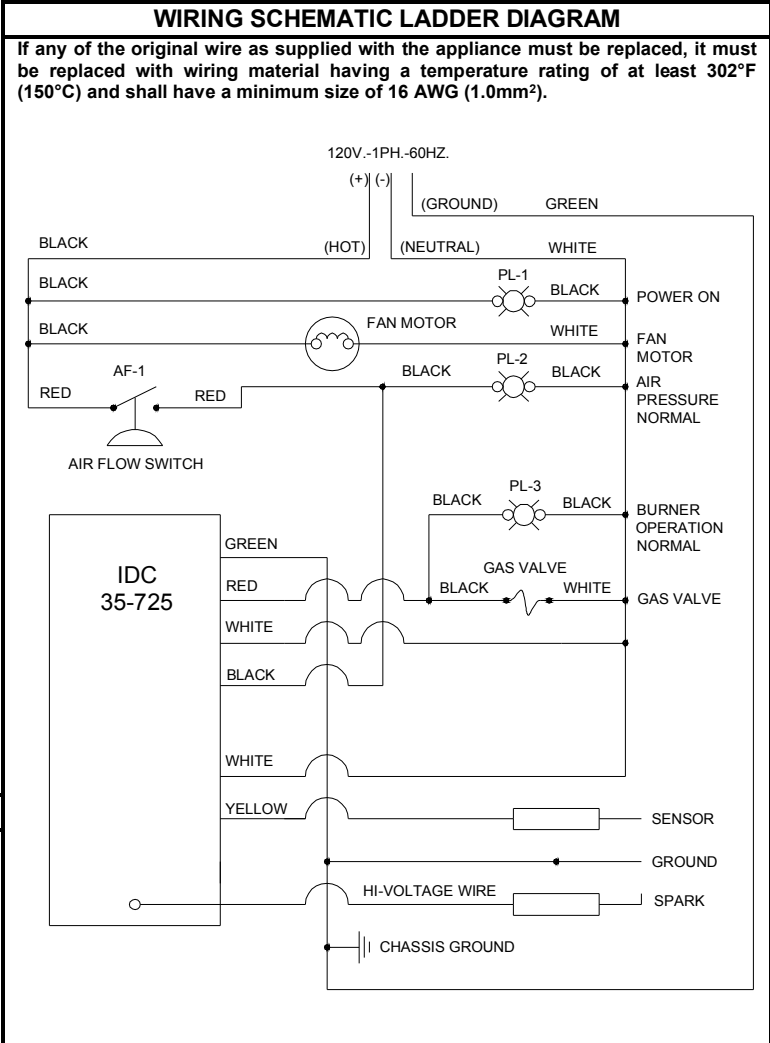 WIRING SCHEMATIC LADDER DIAGRAM
If any of the original wire as supplied with the appliance must be replaced, it must
be replaced with wiring material having a temperature rating of at least 302°F
(150°C) and shall have a minimum size of 16 AWG (1.0mm²).
120V.-1PH.-60HZ.
(+) (-)
(GROUND) GREEN
BLACK (HOT) (NEUTRAL) WHITE
PL-1
BLACK BLACK POWER ON
BLACK FAN MOTOR WHITE FAN
MOTOR
AF-1 BLACK PL-2 BLACK AIR
PRESSURE
NORMAL
RED RED
AIR FLOW SWITCH
PL-3
BLACK BLACK BURNER
OPERATION
NORMAL
IDC
35-725
GREEN
GAS VALVE
RED BLACK WHITE GAS VALVE
WHITE
BLACK
WHITE
YELLOW SENSOR
GROUND
HI-VOLTAGE WIRE SPARK
CHASSIS GROUND